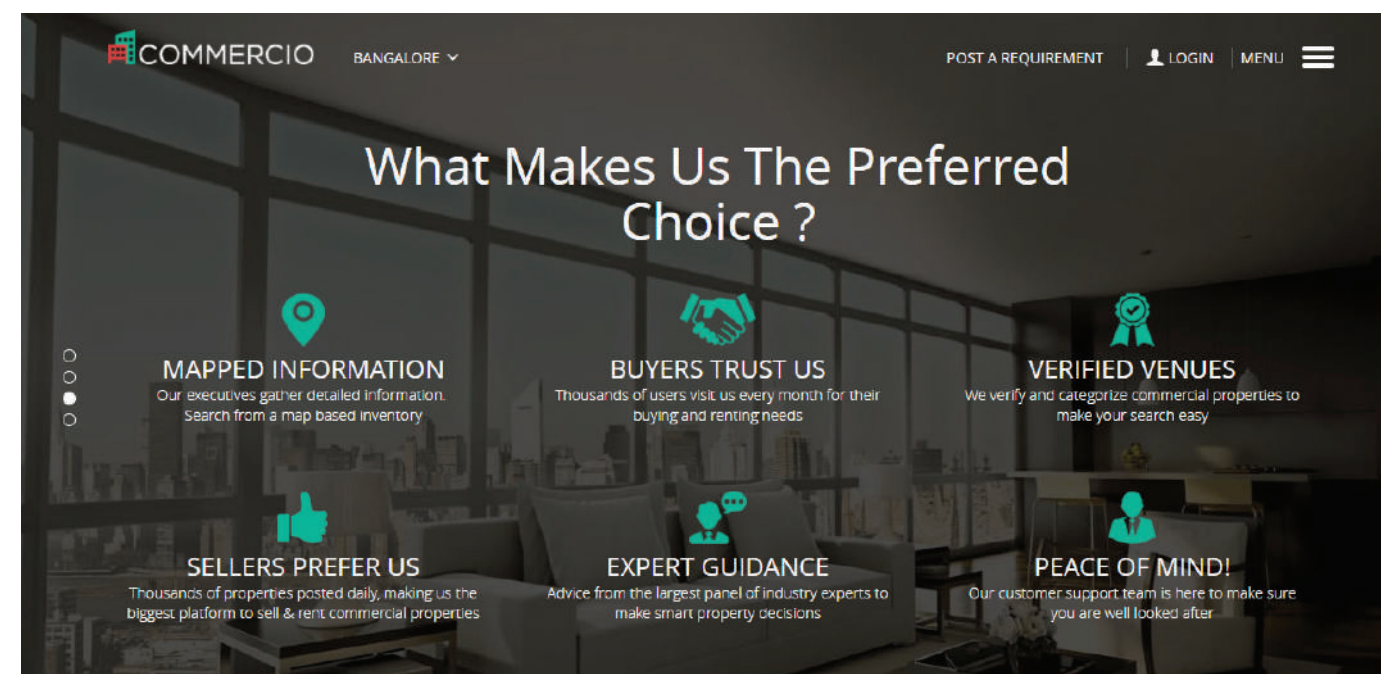 COMMERCIO
BANGALORE
POST A REQUIREMENT
LOGIN
MENU
What Makes Us The Preferred
Choice ?
MAPPED INFORMATION
Our executives gather detailed information.
Search from a map based inventory
BUYERS TRUST US
Thousands of users visit us every month for their
buying and renting needs
VERIFIED VENUES
We verify and categorize commercial properties to
make your search easy
SELLERS PREFER US
Thousands of properties posted daily, making us the
biggest platform to sell & rent commercial properties
EXPERT GUIDANCE
Advice from the largest panel of industry experts to
make smart property decisions
PEACE OF MIND!
Our customer support team is here to make sure
you are well looked after